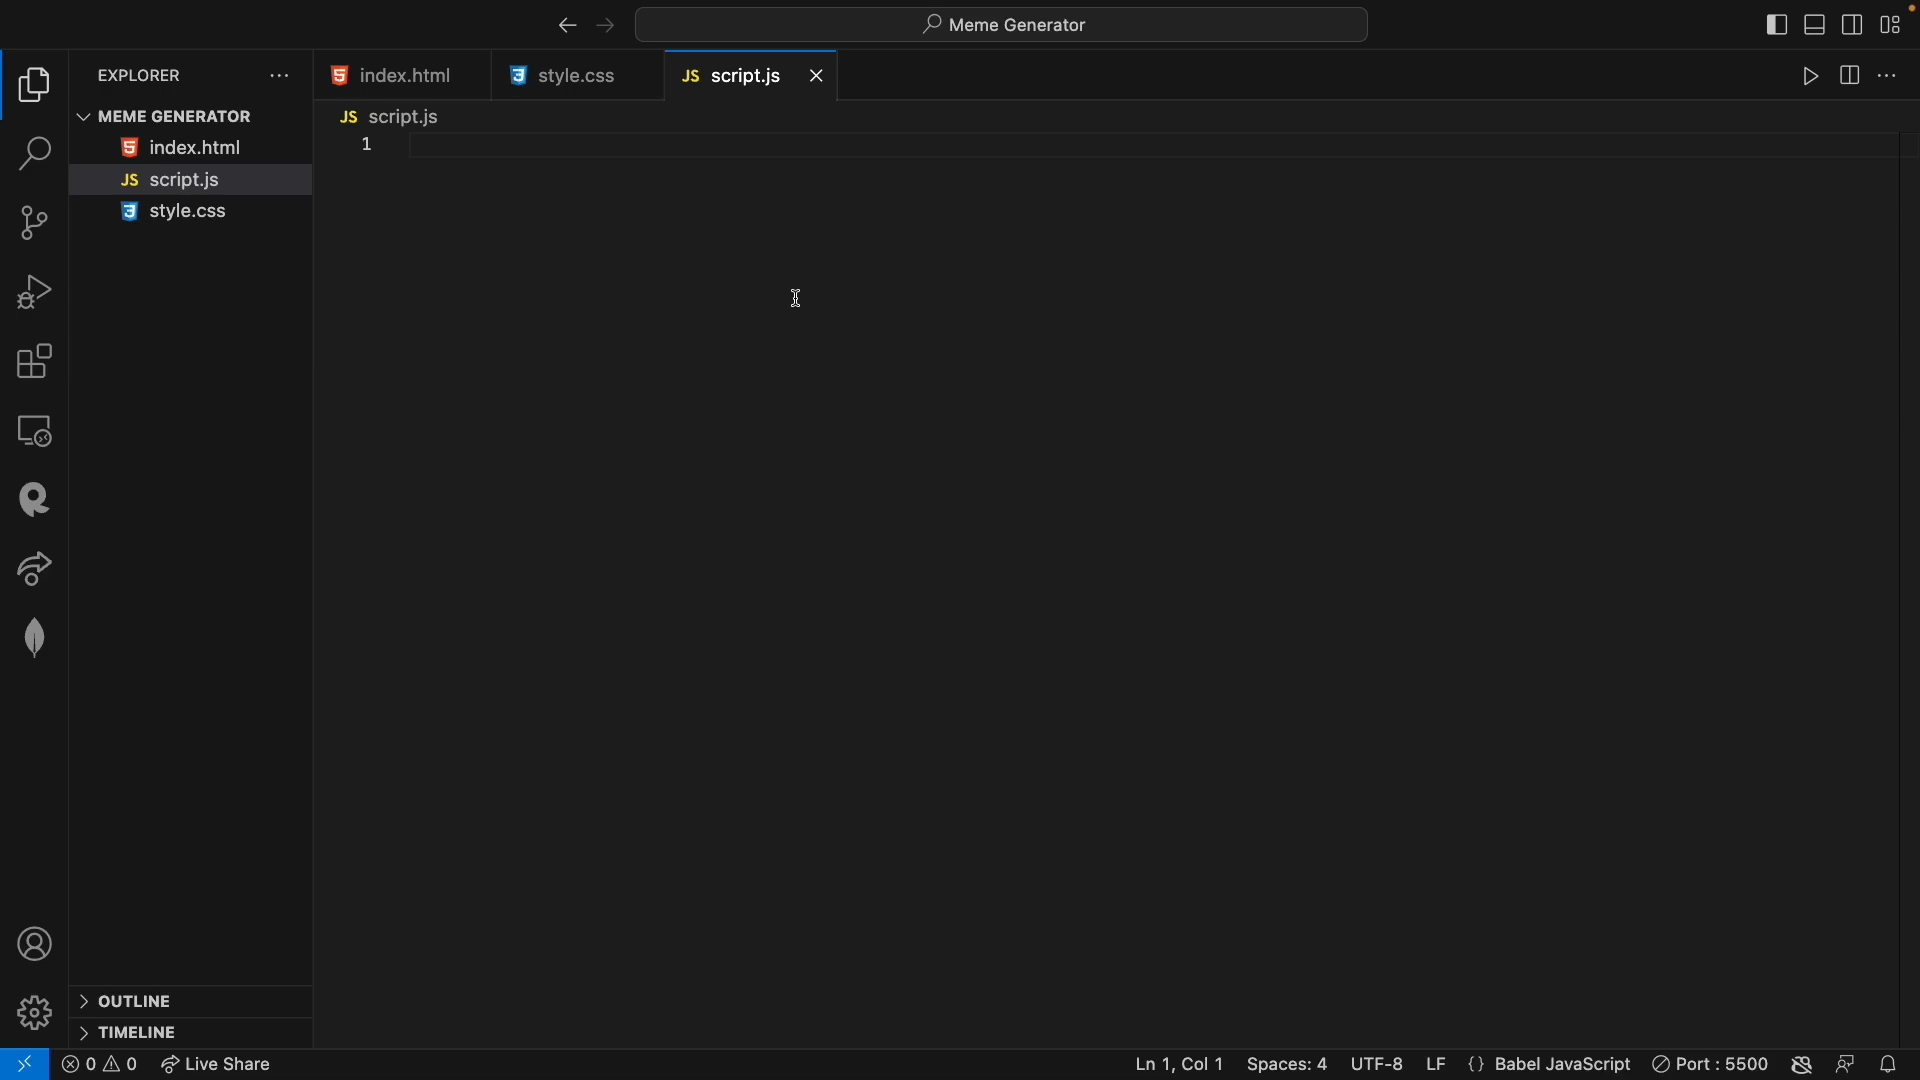 Meme Generator
EXPLORER
MEME GENERATOR
index.html
JS script.js
style.css
OUTLINE
TIMELINE
index.html
style.css
JS script.js
JS script.js
1
0 0 Live Share
Ln 1, Col 1 Spaces: 4 UTF-8 LF {} Babel JavaScript Port : 5500